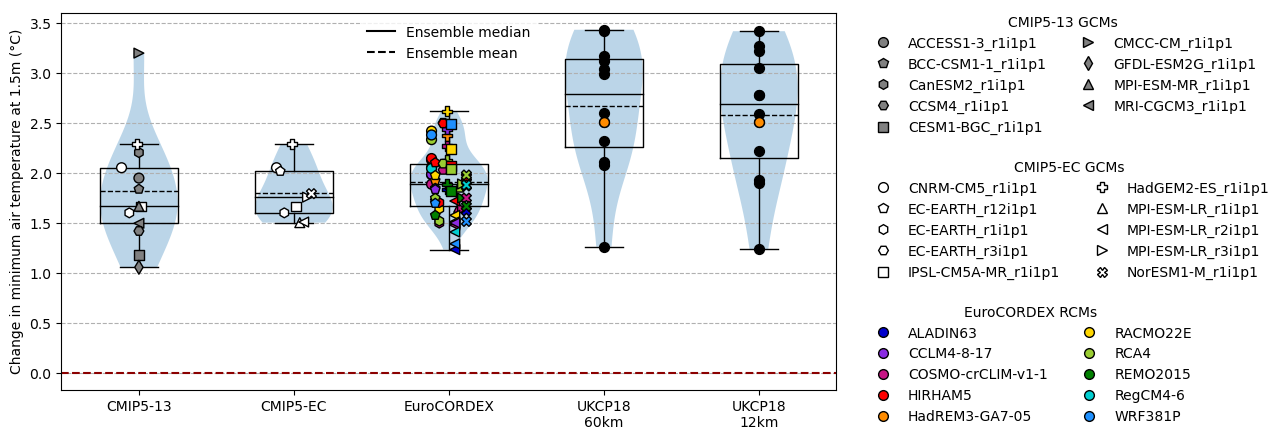 Change in minimum air temperature at 1.5m (°C)
3.5
3.0
2.5
2.0
1.5
1.0
0.5
0.0
Ensemble median
Ensemble mean
CMIP5-13
CMIP5-EC
EuroCORDEX
UKCP18
60km
UKCP18
12km
CMIP5-13 GCMs
ACCESS1-3_r1i1p1
BCC-CSM1-1_r1i1p1
CanESM2_r1i1p1
CCSM4_r1i1p1
CESM1-BGC_r1i1p1
CMCC-CM_r1i1p1
GFDL-ESM2G_r1i1p1
MPI-ESM-MR_r1i1p1
MRI-CGCM3_r1i1p1
CMIP5-EC GCMs
CNRM-CM5_r1i1p1
EC-EARTH_r12i1p1
EC-EARTH_r1i1p1
EC-EARTH_r3i1p1
IPSL-CM5A-MR_r1i1p1
HadGEM2-ES_r1i1p1
MPI-ESM-LR_r1i1p1
MPI-ESM-LR_r2i1p1
MPI-ESM-LR_r3i1p1
NorESM1-M_r1i1p1
EuroCORDEX RCMs
ALADIN63
CCLM4-8-17
COSMO-crCLIM-v1-1
HIRHAM5
HadREM3-GA7-05
RACMO22E
RCA4
REMO2015
RegCM4-6
WRF381P